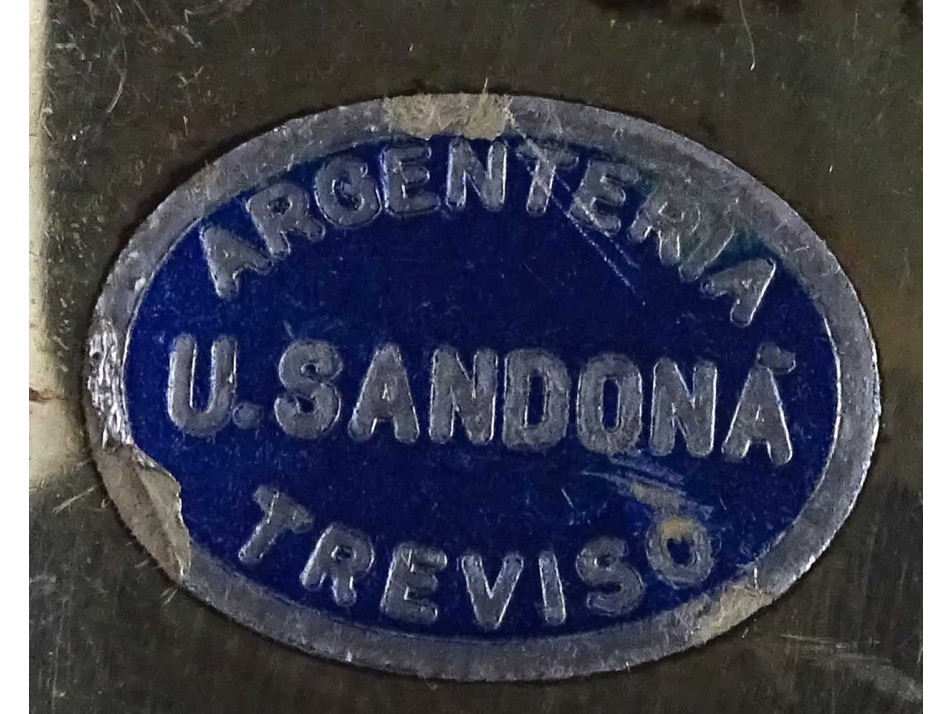 ARGENTERIA
U. SANDONÀ
TREVISO